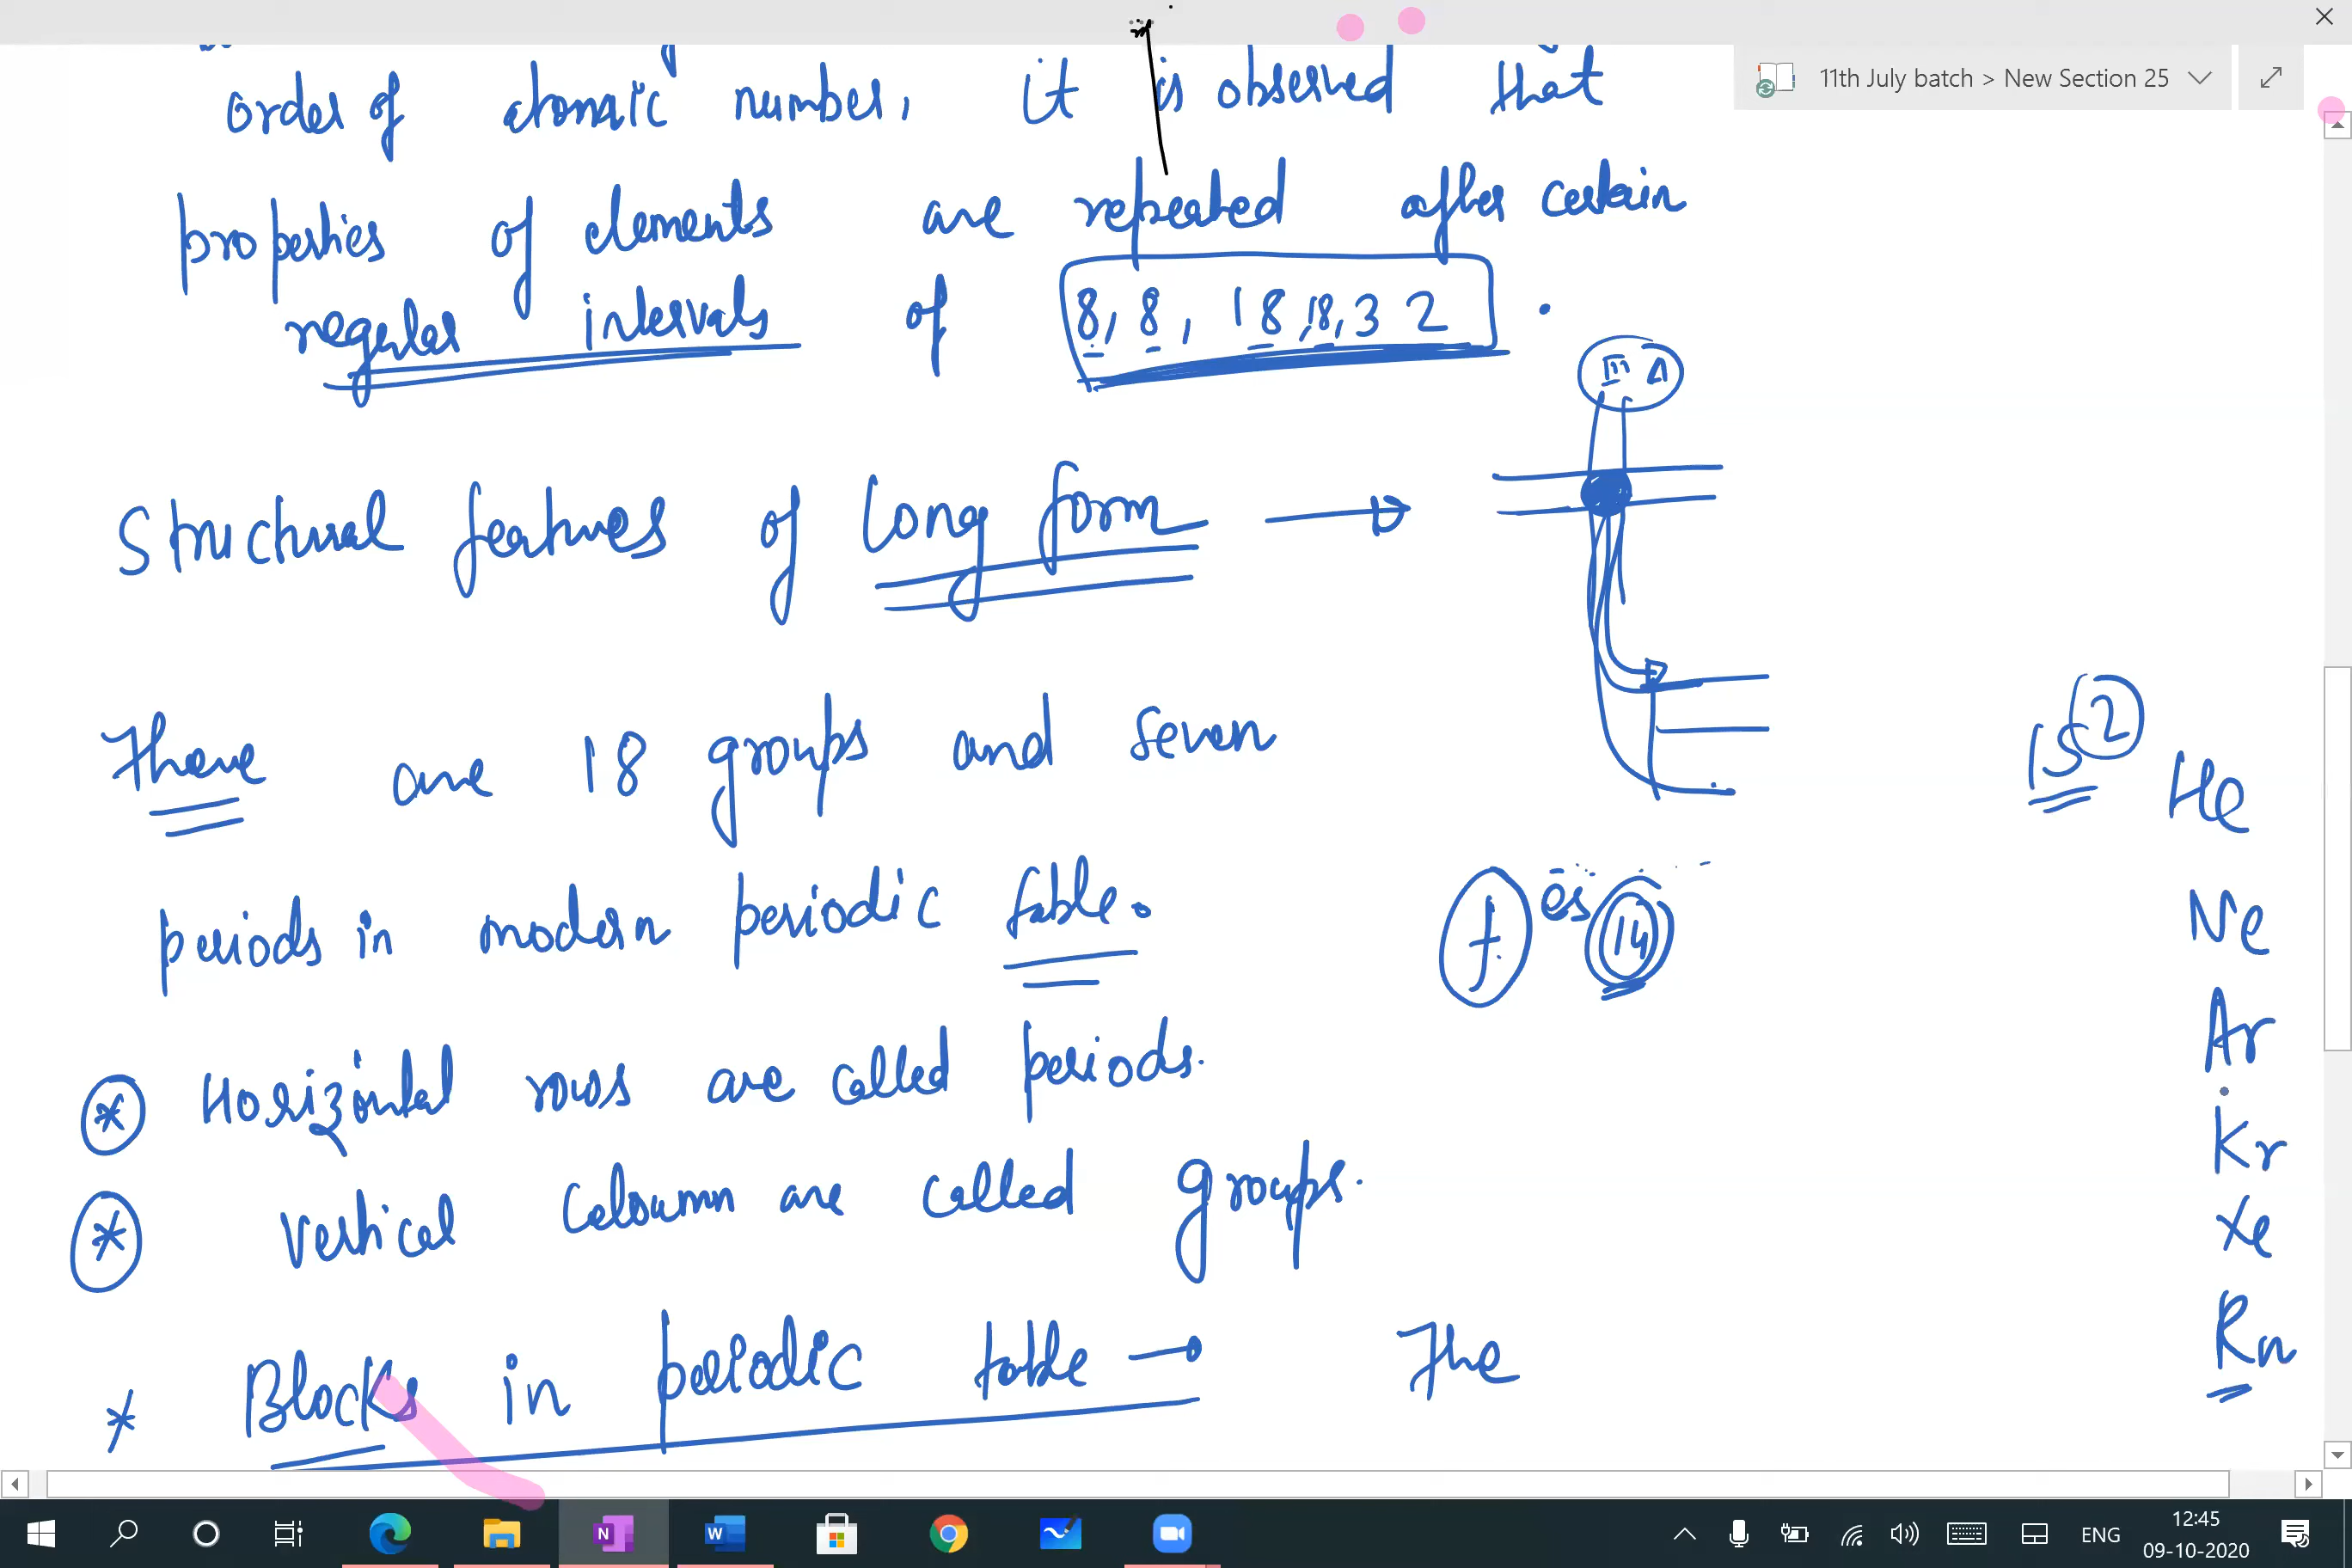 11th July batch > New Section 25
order of atomic number, it is observed that
properties of elements are repeated after certain
regular intervals of 8, 8, 18, 18, 32.
III A
Structural features of Long form →
1s2 He
There are 18 groups and seven
Ne
periods in modern periodic table.
f es 14
Ar
* Horizontal rows are called periods.
Kr
* Vertical Coloumn are called groups.
Xe
* Blocks in periodic table → The
Rn
ENG
12:45
09-10-2020